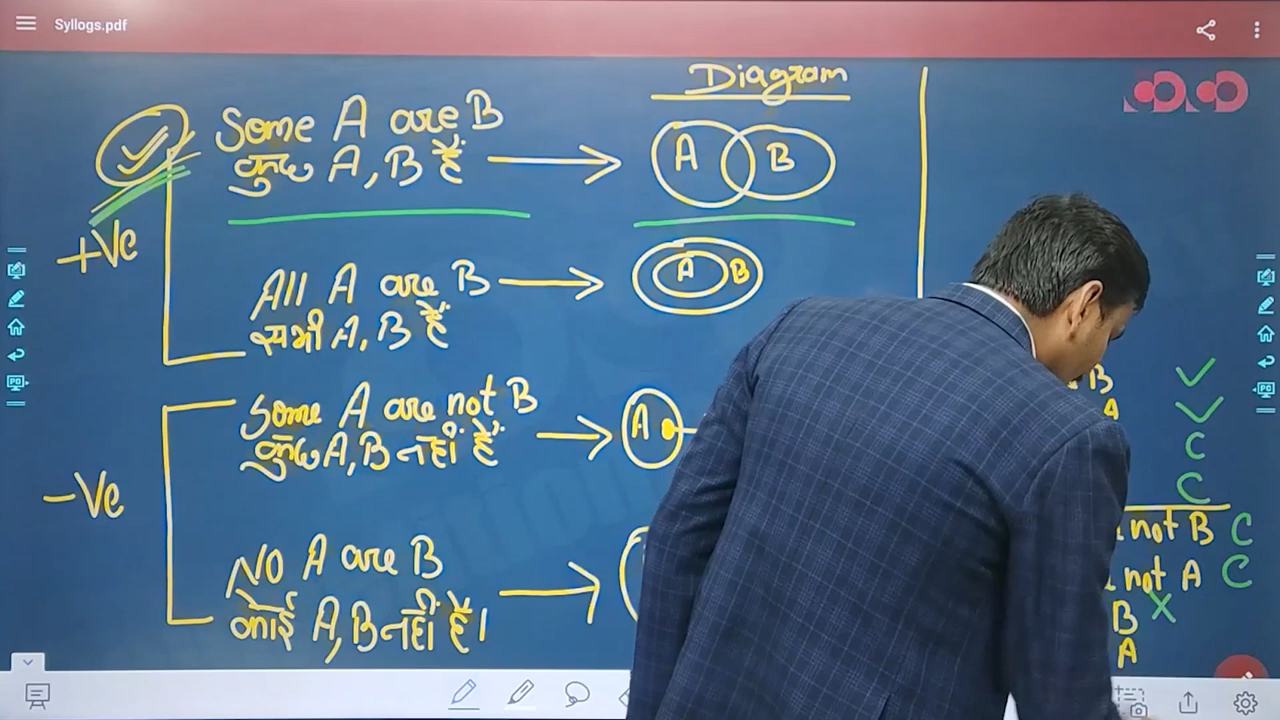 Syllogs.pdf
Diagram
Some A are B
कुछ A, B हैं
A B
+Ve
All A are B
सभी A, B हैं
A B
Some A are not B
कुछ A, B नहीं हैं
A
-Ve
NO A are B
कोई A, B नहीं है।
B ✓
A ✓
C
C
not B C
not A C
B X
A